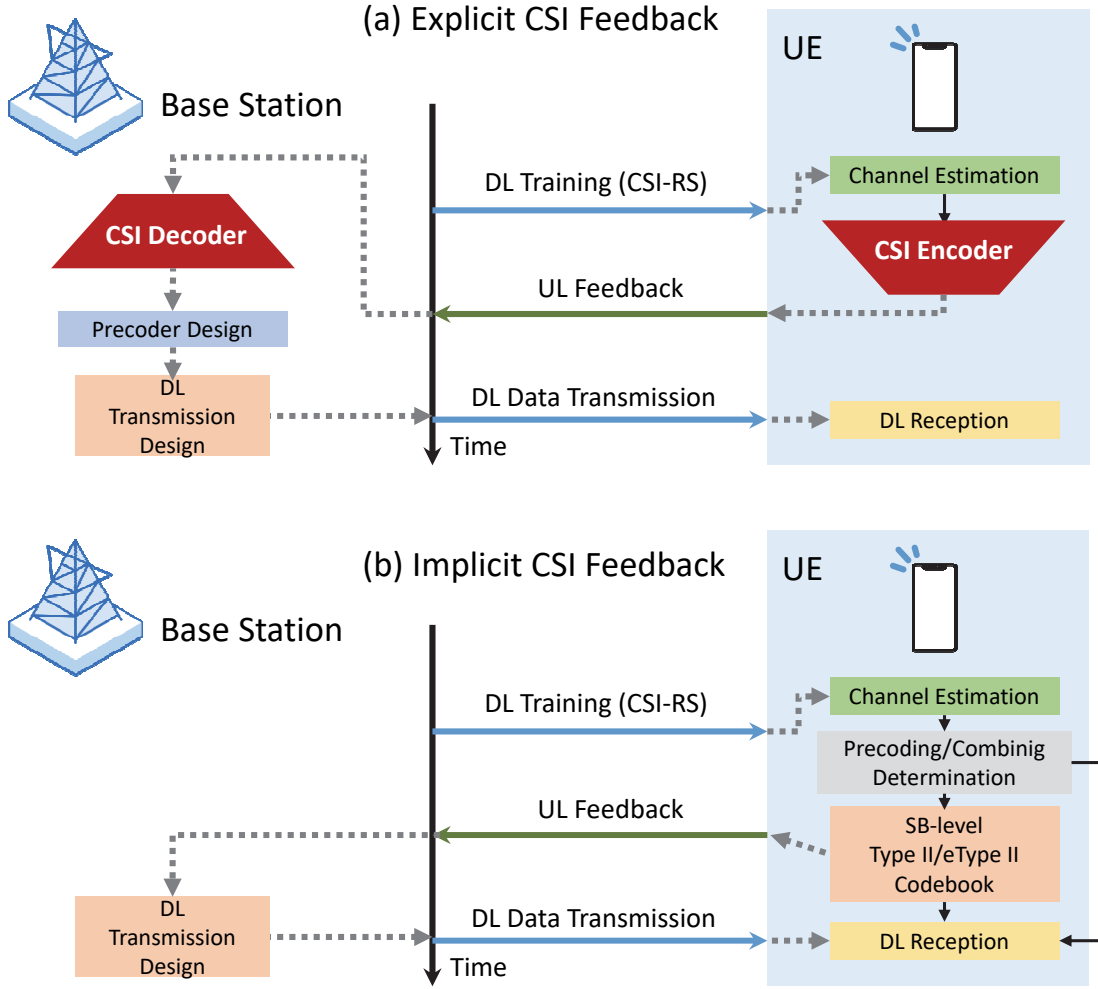 (a) Explicit CSI Feedback
UE
Base Station
DL Training (CSI-RS)
Channel Estimation
CSI Decoder
CSI Encoder
UL Feedback
Precoder Design
DL
Transmission
Design
DL Data Transmission
DL Reception
Time
(b) Implicit CSI Feedback
UE
Base Station
DL Training (CSI-RS)
Channel Estimation
Precoding/Combinig
Determination
UL Feedback
SB-level
Type II/eType II
Codebook
DL
Transmission
Design
DL Data Transmission
DL Reception
Time